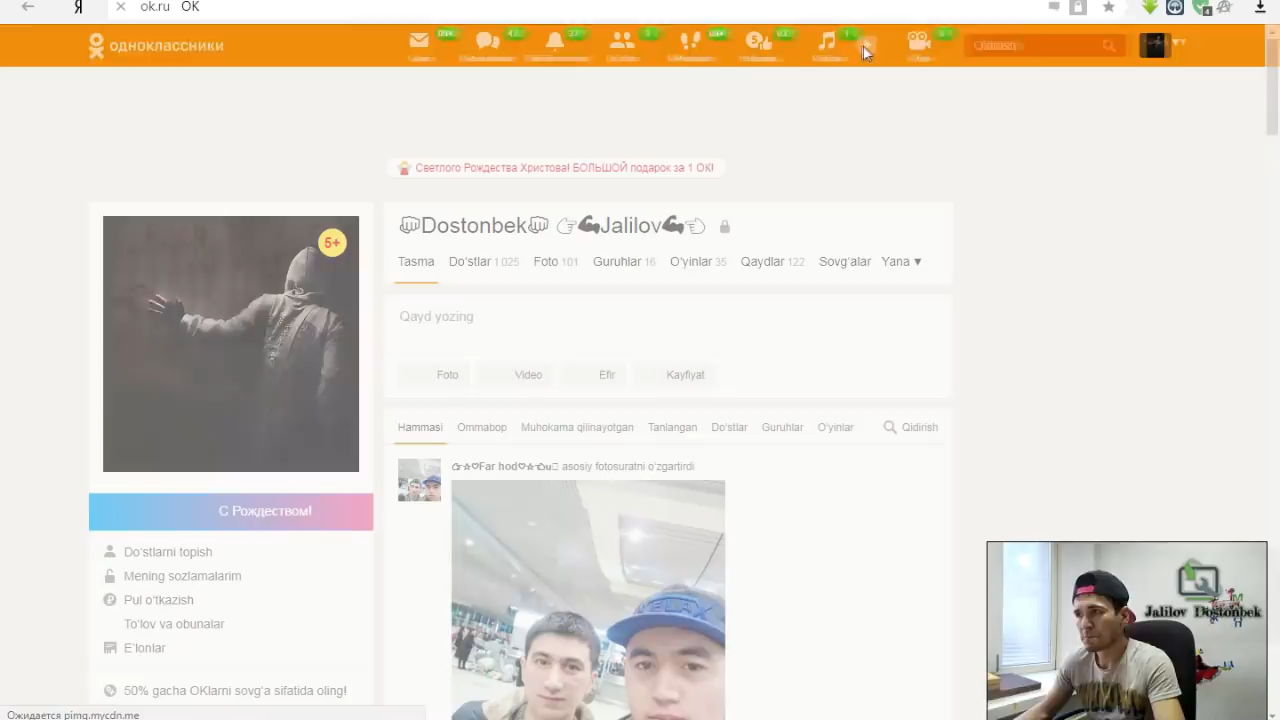 Я
ok.ru OK
одноклассники
Qidirish
Светлого Рождества Христова! БОЛЬШОЙ подарок за 1 ОК!
Dostonbek Jalilov
Tasma Do'stlar 1 025 Foto 101 Guruhlar 16 O'yinlar 35 Qaydlar 122 Sovg'alar Yana ▼
5+
Qayd yozing
Foto Video Efir Kayfiyat
Hammasi Ommabop Muhokama qilinayotgan Tanlangan Do'stlar Guruhlar O'yinlar Qidirish
Far hod asosiy fotosuratni o'zgartirdi
С Рождеством!
Do'stlarni topish
Mening sozlamalarim
Pul o'tkazish
To'lov va obunalar
E'lonlar
50% gacha OKlarni sovg'a sifatida oling!
Jalilov Dostonbek
Ожидается pimg.mycdn.me